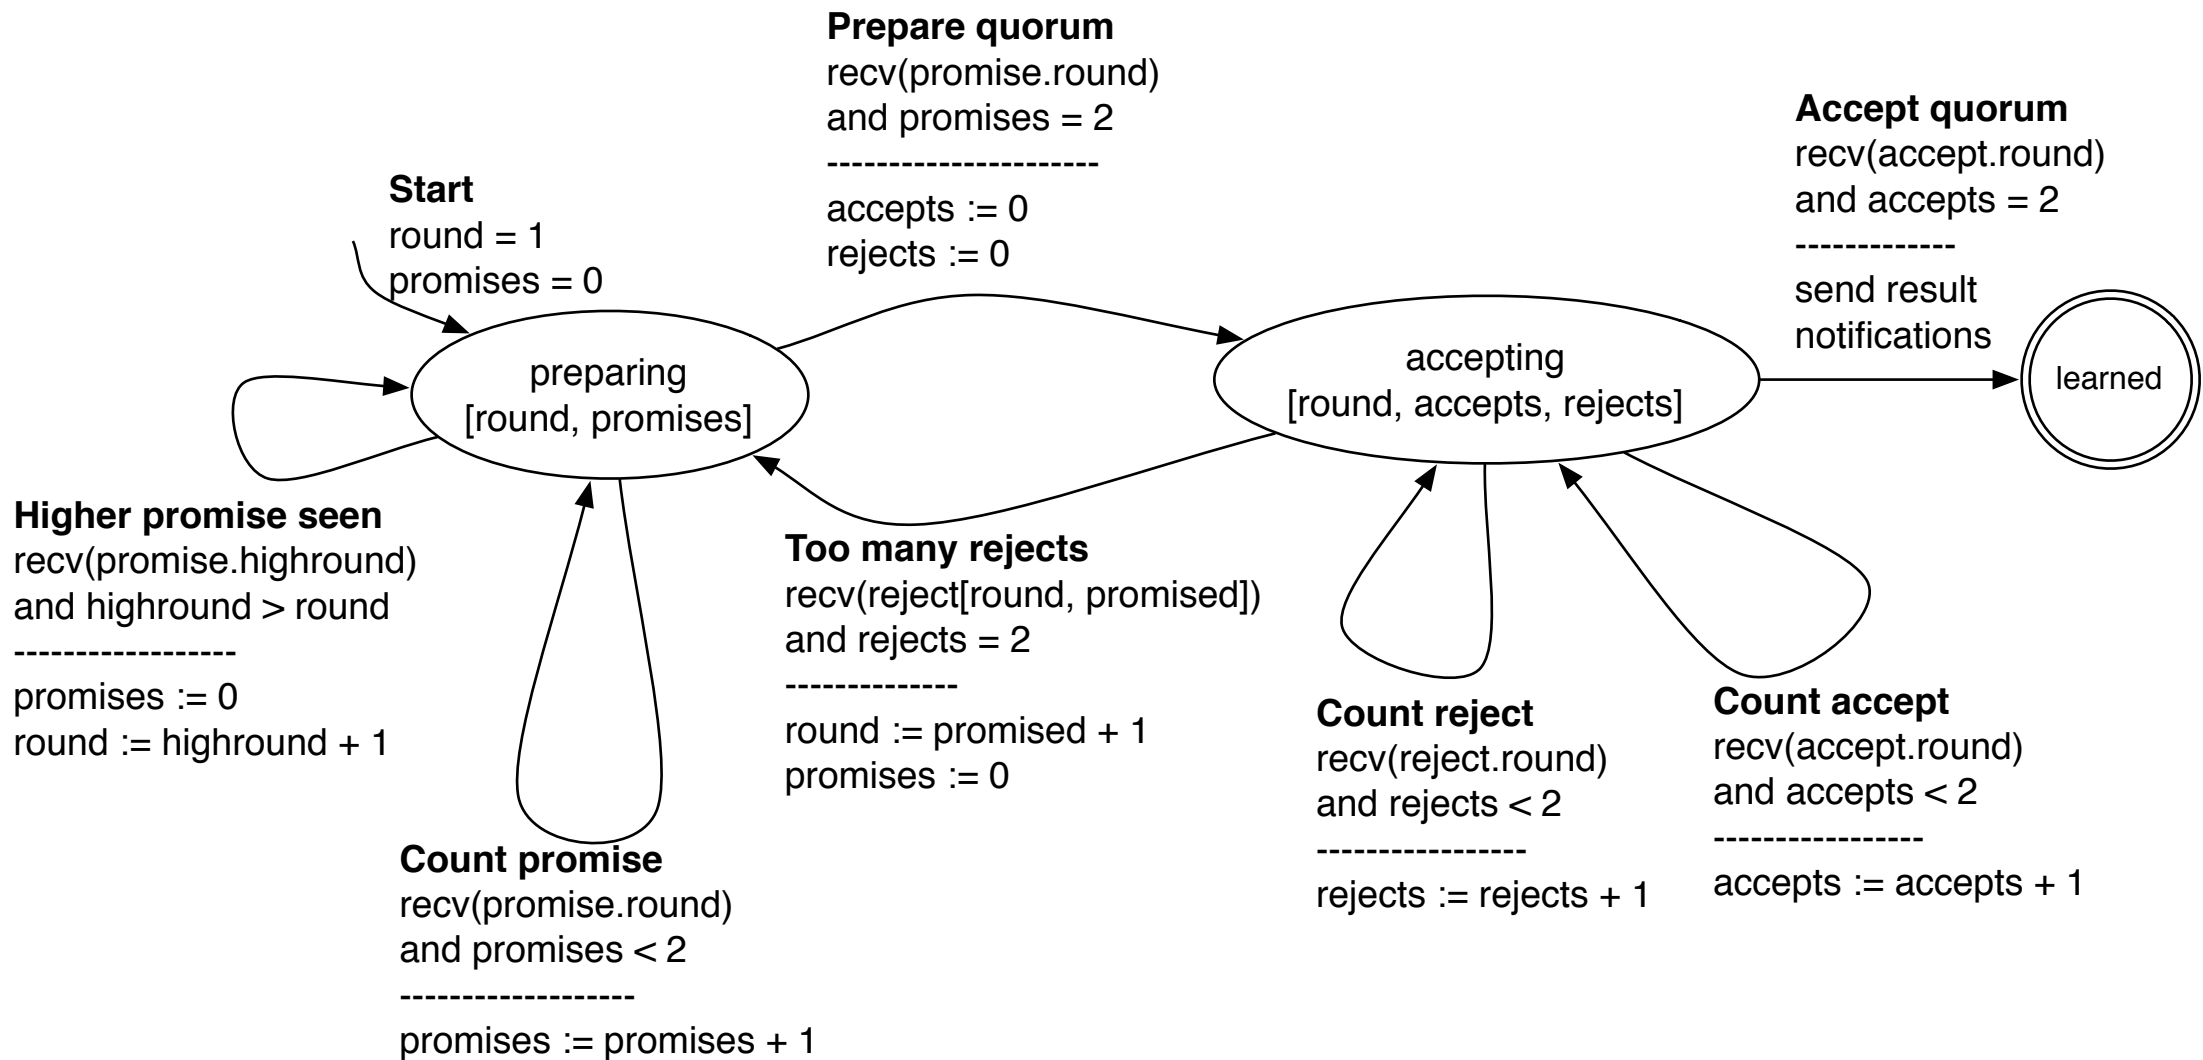 Prepare quorum
recv(promise.round)
and promises = 2
----------------------
accepts := 0
rejects := 0
Accept quorum
recv(accept.round)
and accepts = 2
-------------
send result
notifications
Start
round = 1
promises = 0
preparing
[round, promises]
accepting
[round, accepts, rejects]
learned
Higher promise seen
recv(promise.highround)
and highround > round
------------------
promises := 0
round := highround + 1
Too many rejects
recv(reject[round, promised])
and rejects = 2
--------------
round := promised + 1
promises := 0
Count reject
recv(reject.round)
and rejects < 2
-----------------
rejects := rejects + 1
Count accept
recv(accept.round)
and accepts < 2
-----------------
accepts := accepts + 1
Count promise
recv(promise.round)
and promises < 2
-------------------
promises := promises + 1